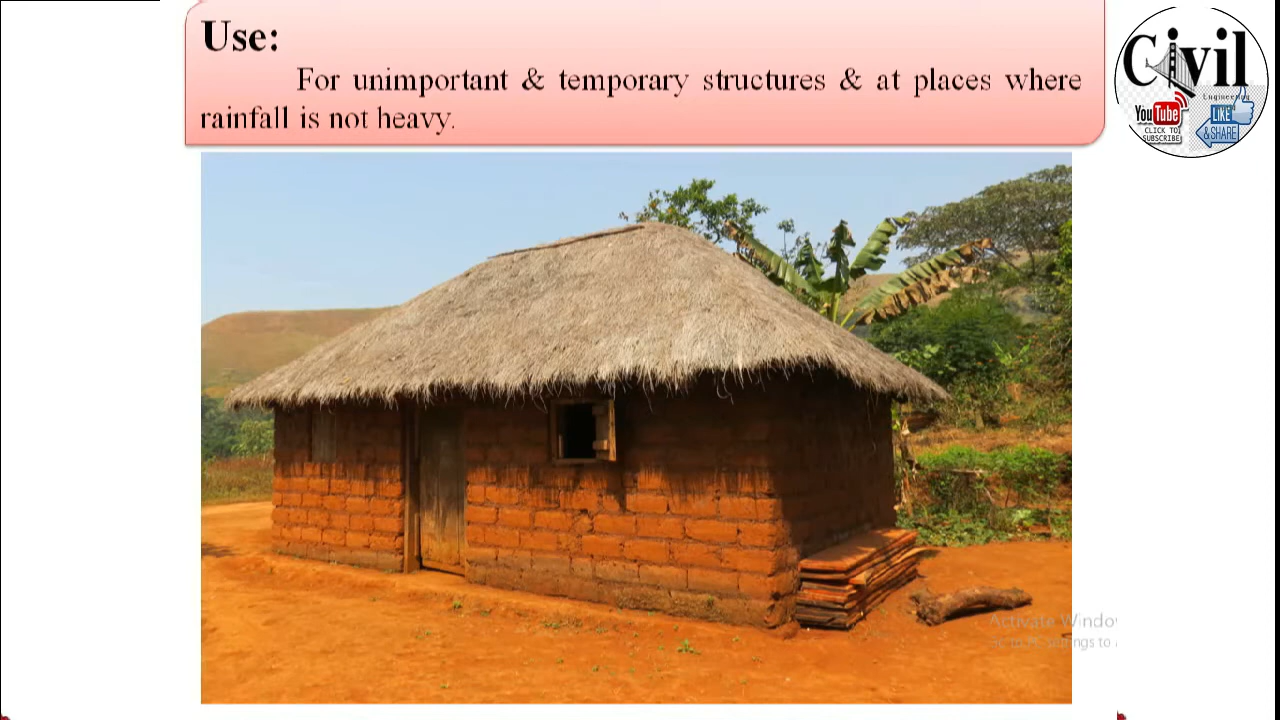 Use:
For unimportant & temporary structures & at places where
rainfall is not heavy.
Civil
Engineering
YouTube
CLICK TO
SUBSCRIBE
LIKE
& SHARE
Activate Windo